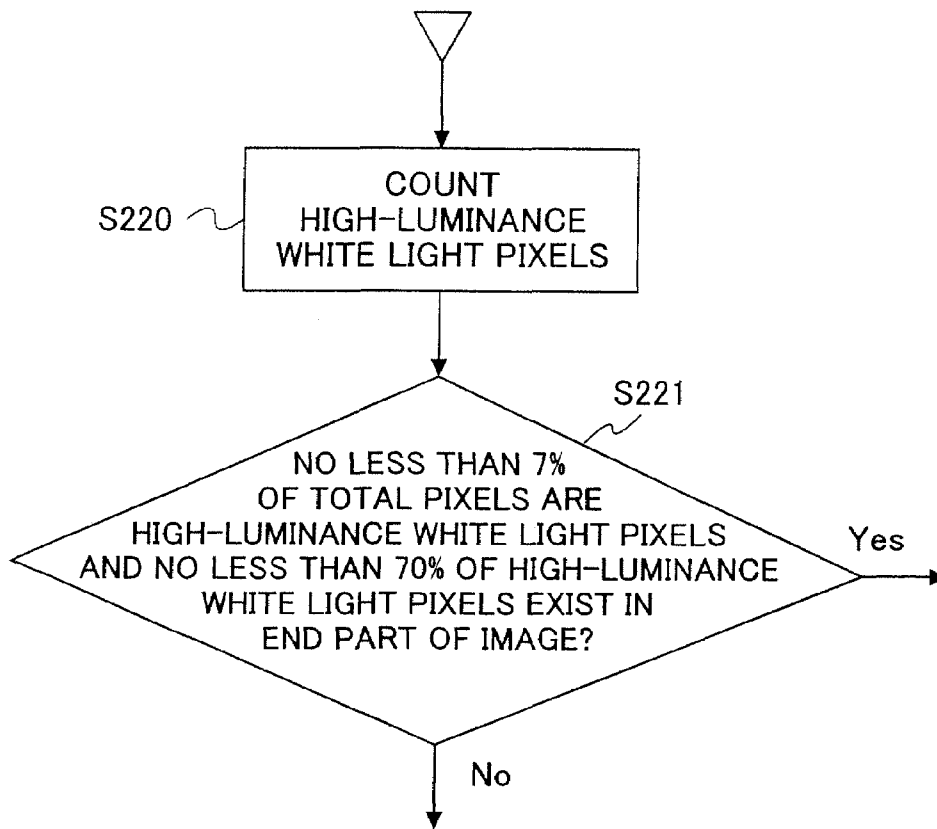 COUNT
HIGH-LUMINANCE
WHITE LIGHT PIXELS
S220
S221
NO LESS THAN 7%
OF TOTAL PIXELS ARE
HIGH-LUMINANCE WHITE LIGHT PIXELS
AND NO LESS THAN 70% OF HIGH-LUMINANCE
WHITE LIGHT PIXELS EXIST IN
END PART OF IMAGE?
Yes
No